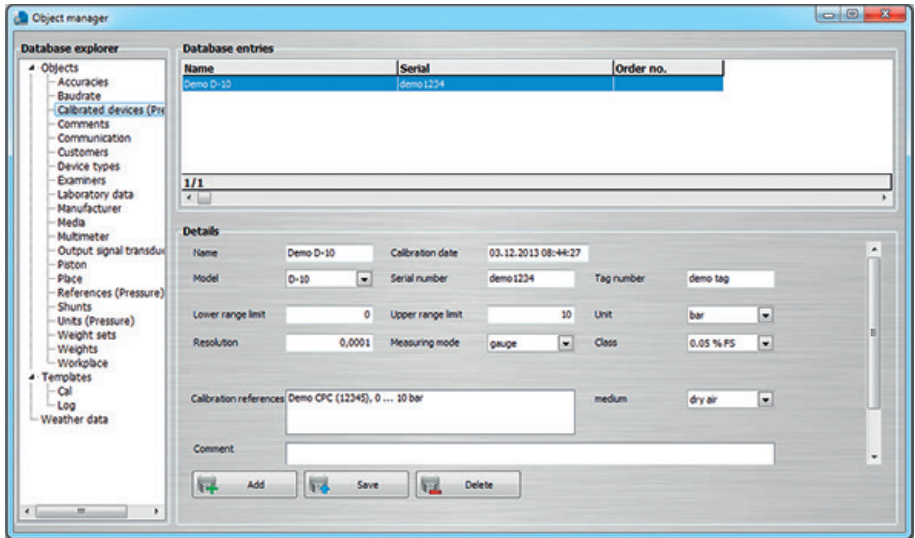 Object manager
Database explorer
Objects
Accuracies
Baudrate
Calibrated devices (Pre
Comments
Communication
Customers
Device types
Examiners
Laboratory data
Manufacturer
Media
Multimeter
Output signal transduc
Piston
Place
References (Pressure)
Shunts
Units (Pressure)
Weight sets
Weights
Workplace
Templates
Cal
Log
Weather data
Database entries
Name Serial Order no.
Demo D-10 demo1234
1/1
Details
Name Demo D-10 Calibration date 03.12.2013 08:44:27
Model D-10 Serial number demo1234 Tag number demo tag
Lower range limit 0 Upper range limit 10 Unit bar
Resolution 0,0001 Measuring mode gauge Class 0.05 % FS
Calibration references Demo CPC (12345), 0 ... 10 bar medium dry air
Comment
Add Save Delete